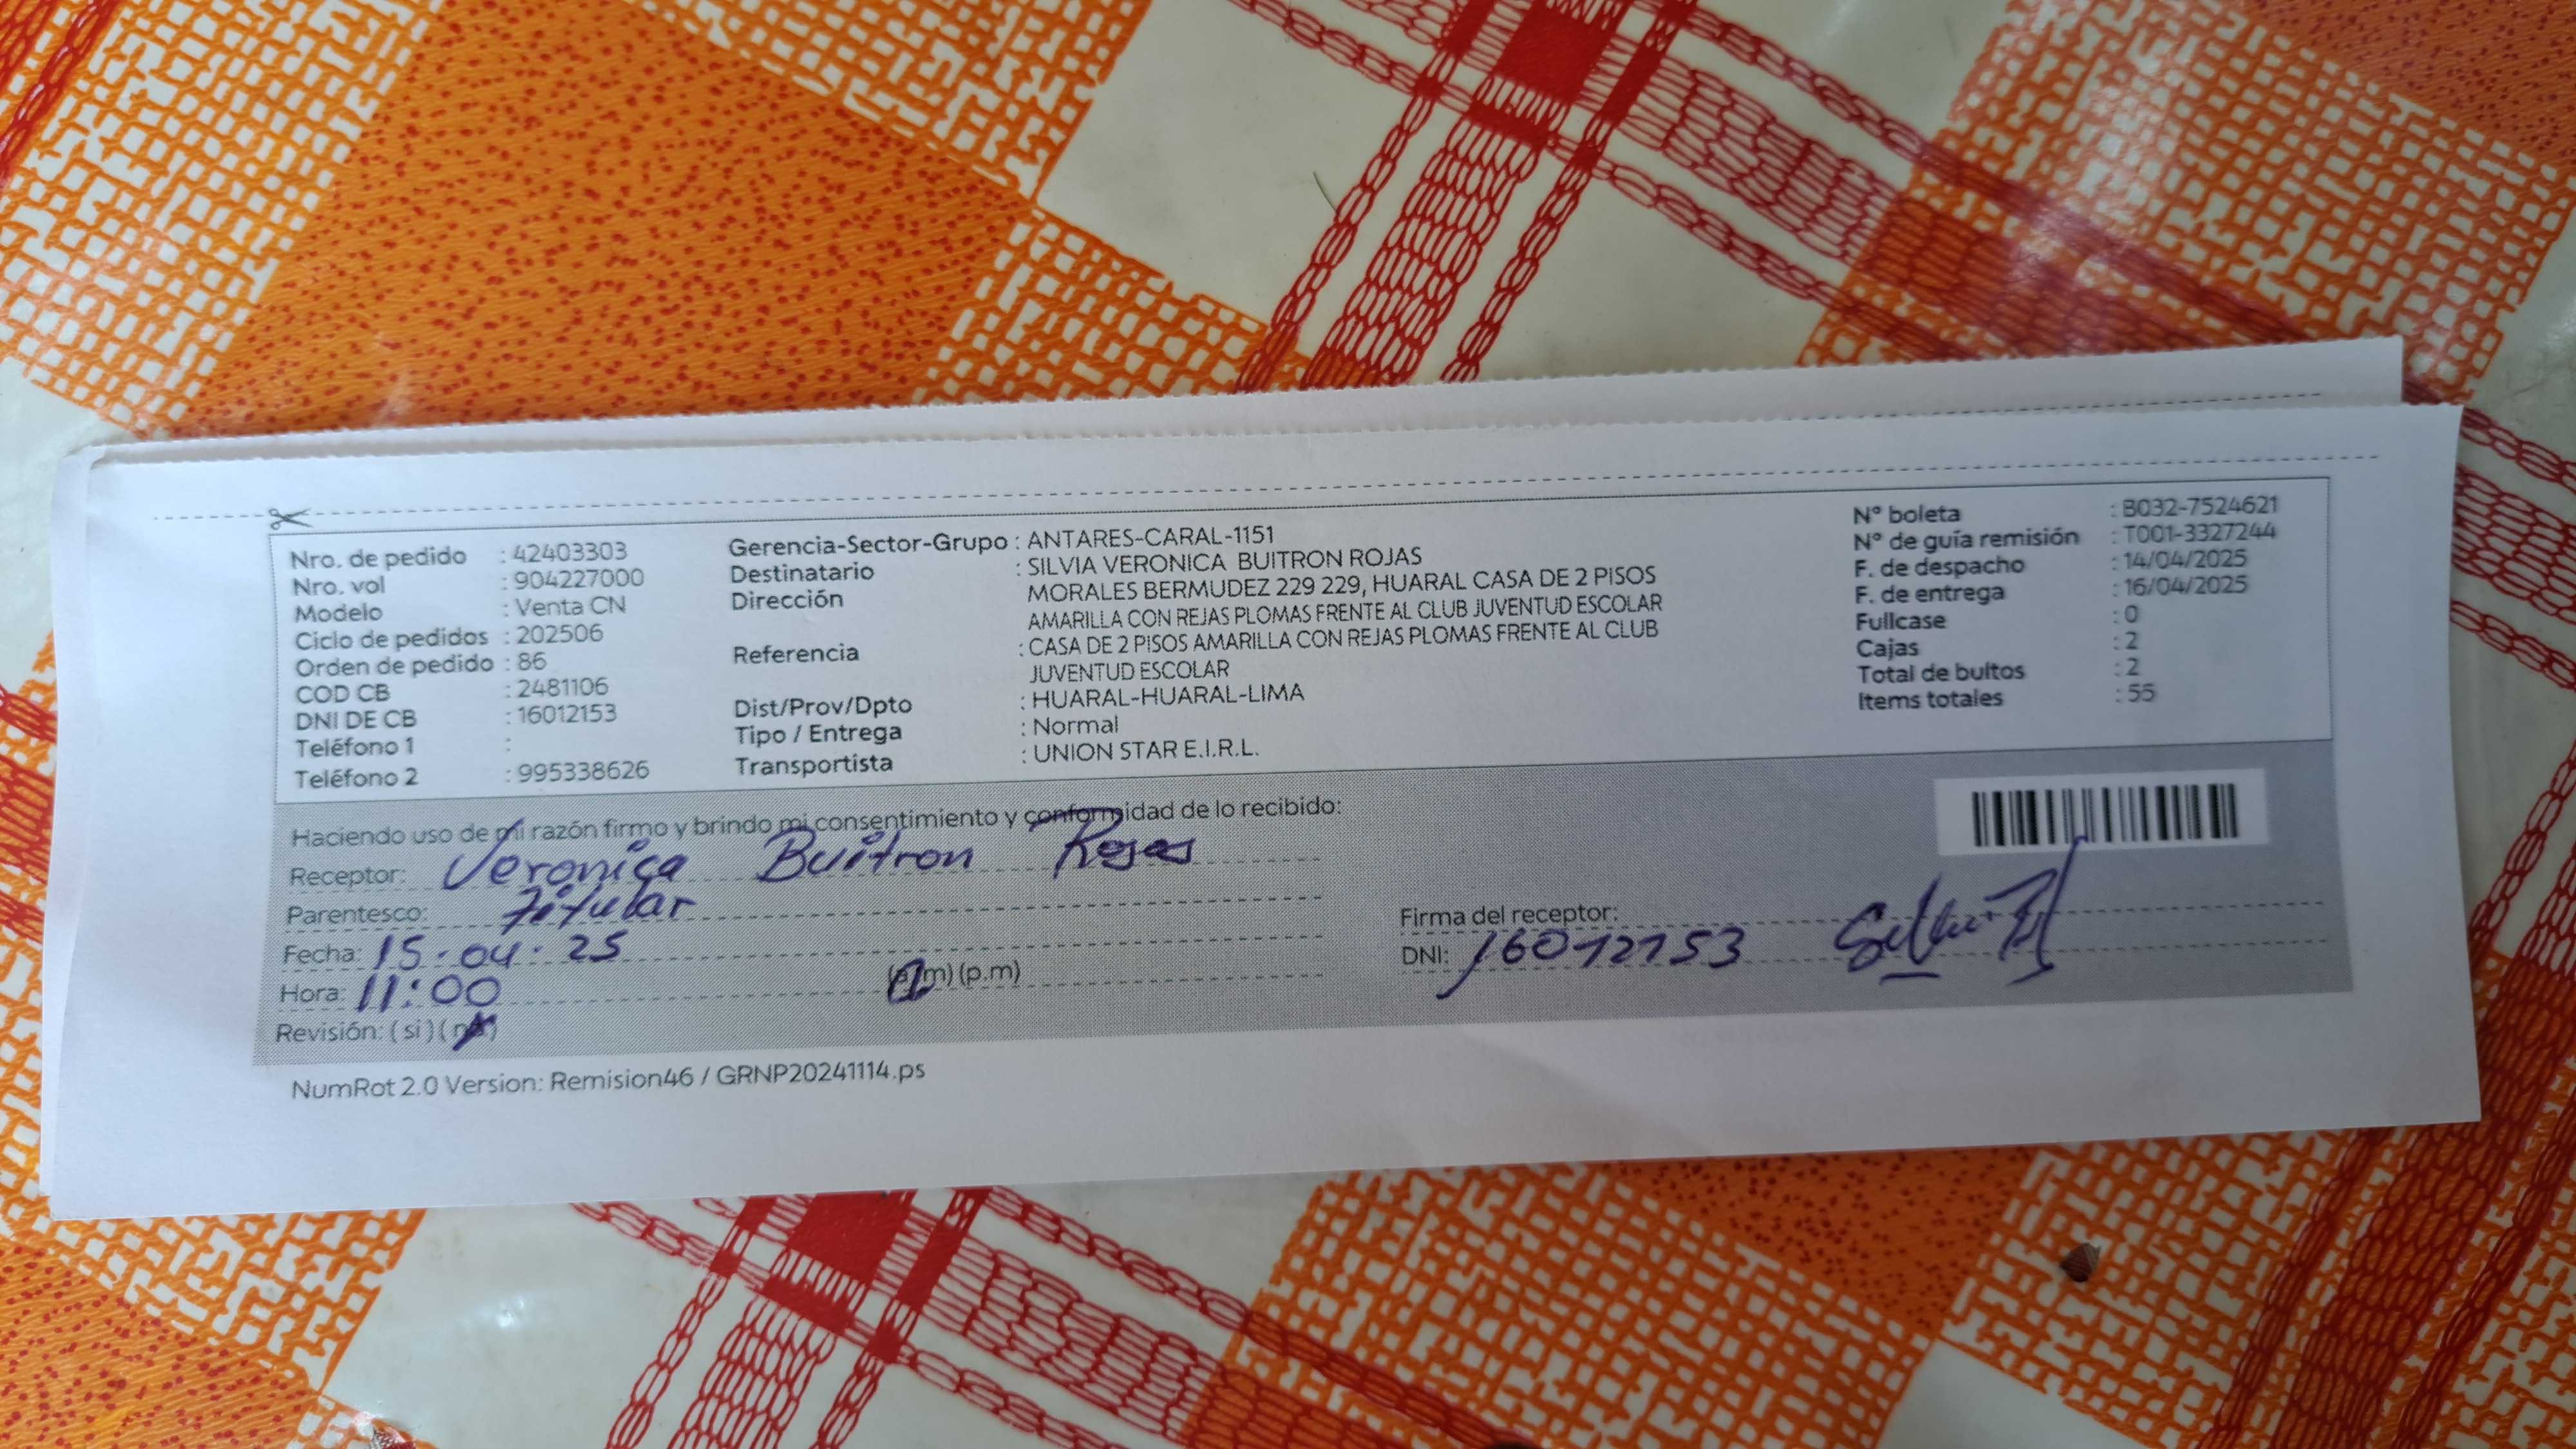 Nro. de pedido : 42403303
Nro. vol : 904227000
Modelo : Venta CN
Ciclo de pedidos : 202506
Orden de pedido : 86
COD CB : 2481106
DNI DE CB : 16012153
Teléfono 1 :
Teléfono 2 : 995338626
Gerencia-Sector-Grupo : ANTARES-CARAL-1151
Destinatario : SILVIA VERONICA BUITRON ROJAS
Dirección MORALES BERMUDEZ 229 229, HUARAL CASA DE 2 PISOS
AMARILLA CON REJAS PLOMAS FRENTE AL CLUB JUVENTUD ESCOLAR
Referencia : CASA DE 2 PISOS AMARILLA CON REJAS PLOMAS FRENTE AL CLUB
JUVENTUD ESCOLAR
Dist/Prov/Dpto : HUARAL-HUARAL-LIMA
Tipo / Entrega : Normal
Transportista : UNION STAR E.I.R.L.
N° boleta : B032-7524621
N° de guía remisión : T001-3327244
F. de despacho : 14/04/2025
F. de entrega : 16/04/2025
Fullcase : 0
Cajas : 2
Total de bultos : 2
Items totales : 55
Haciendo uso de mi razón firmo y brindo mi consentimiento y conformidad de lo recibido:
Receptor: Veronica Buitron Rojas
Parentesco: Titular
Fecha: 15-04-25
Hora: 11:00 (a.m) (p.m)
Revisión: (si) (no)
Firma del receptor:
DNI: 16012153
NumRot 2.0 Version: Remision46 / GRNP20241114.ps